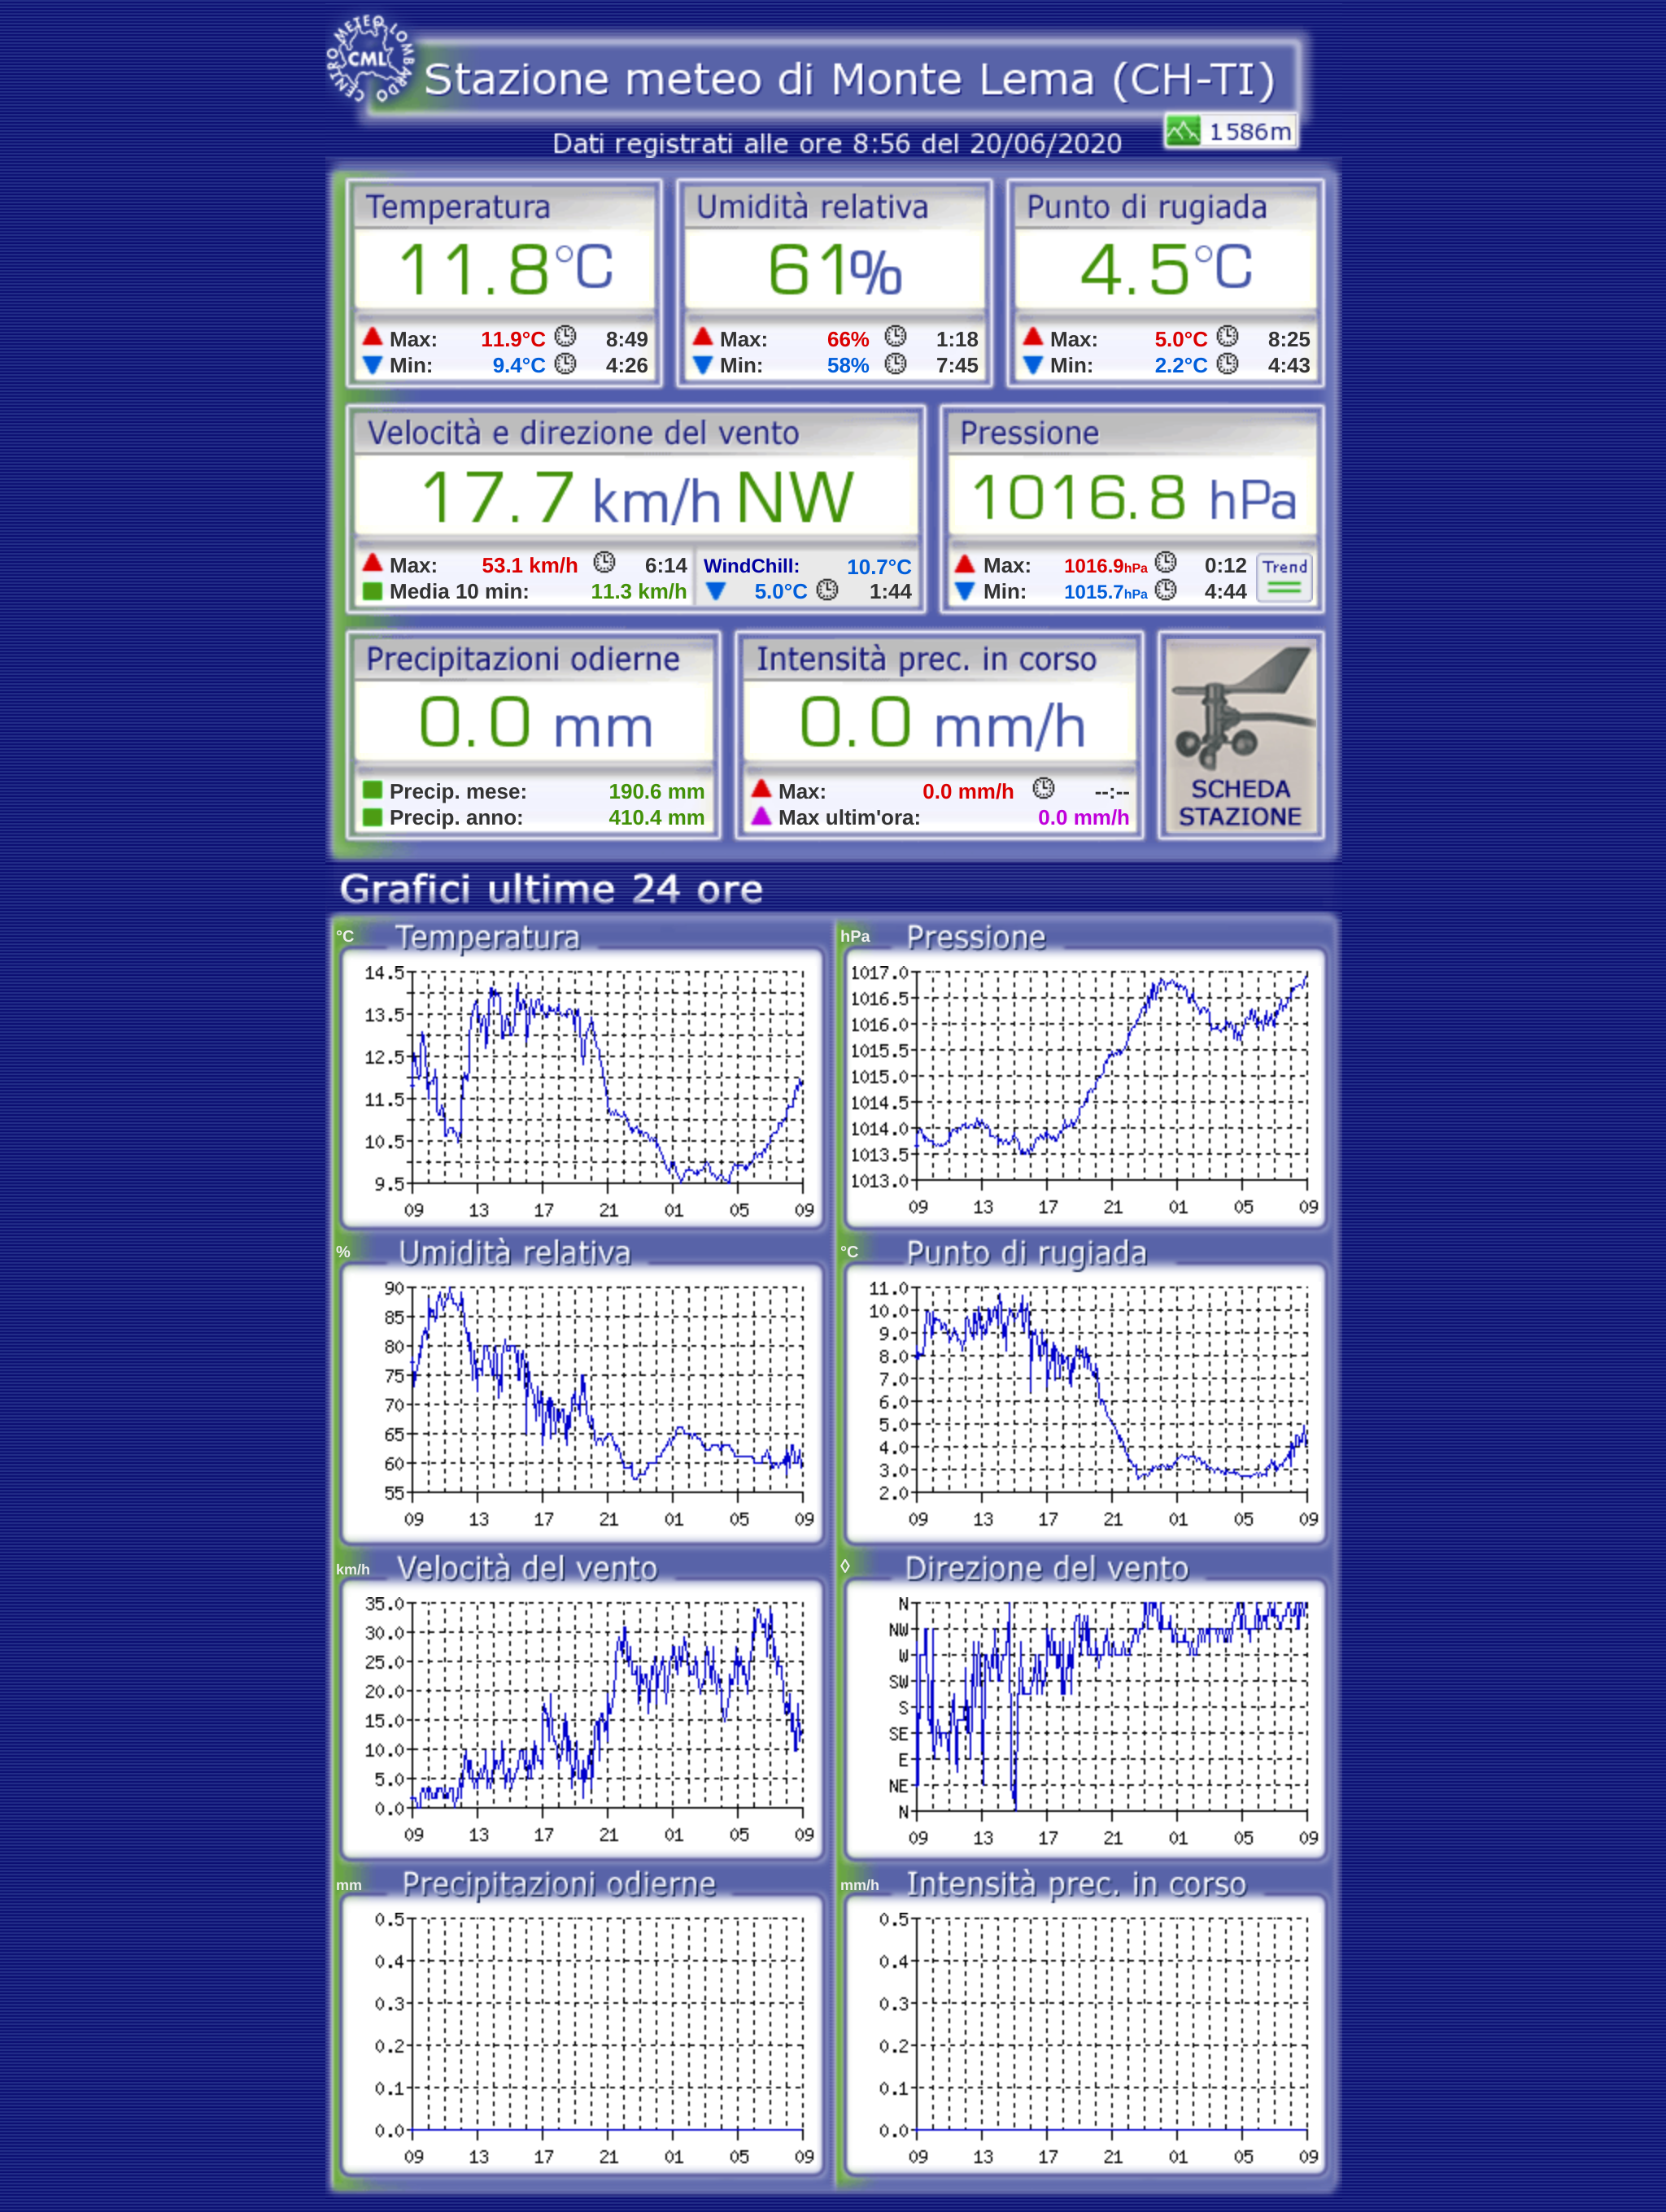 CENTRO METEO LOMBARDO
CML
Stazione meteo di Monte Lema (CH-TI)
1586m
Dati registrati alle ore 8:56 del 20/06/2020
Temperatura
11.8°C
Max: 11.9°C 8:49
Min: 9.4°C 4:26
Umidità relativa
61%
Max: 66% 1:18
Min: 58% 7:45
Punto di rugiada
4.5°C
Max: 5.0°C 8:25
Min: 2.2°C 4:43
Velocità e direzione del vento
17.7 km/h NW
Max: 53.1 km/h 6:14
Media 10 min: 11.3 km/h
WindChill: 10.7°C
5.0°C 1:44
Pressione
1016.8 hPa
Max: 1016.9hPa 0:12
Min: 1015.7hPa 4:44
Trend
Precipitazioni odierne
0.0 mm
Precip. mese: 190.6 mm
Precip. anno: 410.4 mm
Intensità prec. in corso
0.0 mm/h
Max: 0.0 mm/h --:--
Max ultim'ora: 0.0 mm/h
SCHEDA
STAZIONE
Grafici ultime 24 ore
°C Temperatura
14.5
13.5
12.5
11.5
10.5
9.5
09 13 17 21 01 05 09
hPa Pressione
1017.0
1016.5
1016.0
1015.5
1015.0
1014.5
1014.0
1013.5
1013.0
09 13 17 21 01 05 09
% Umidità relativa
90
85
80
75
70
65
60
55
09 13 17 21 01 05 09
°C Punto di rugiada
11.0
10.0
9.0
8.0
7.0
6.0
5.0
4.0
3.0
2.0
09 13 17 21 01 05 09
km/h Velocità del vento
35.0
30.0
25.0
20.0
15.0
10.0
5.0
0.0
09 13 17 21 01 05 09
◊ Direzione del vento
N
NW
W
SW
S
SE
E
NE
N
09 13 17 21 01 05 09
mm Precipitazioni odierne
0.5
0.4
0.3
0.2
0.1
0.0
09 13 17 21 01 05 09
mm/h Intensità prec. in corso
0.5
0.4
0.3
0.2
0.1
0.0
09 13 17 21 01 05 09